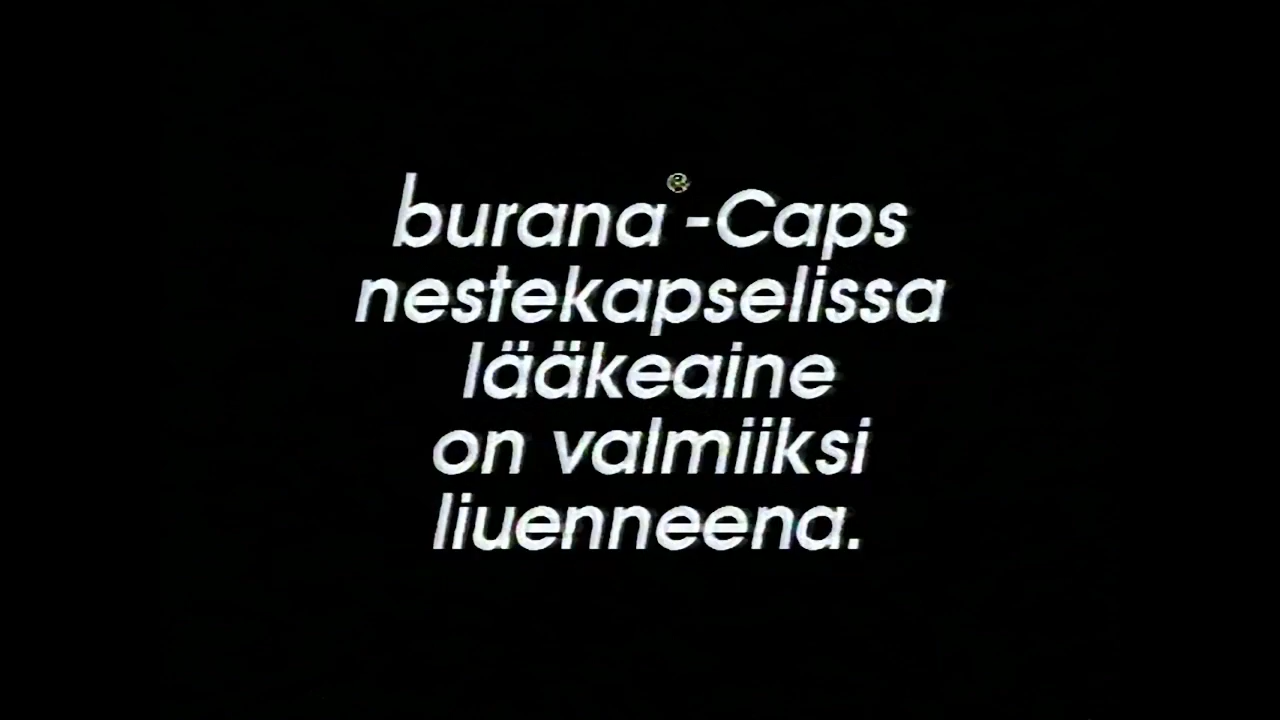 burana®-Caps
nestekapselissa
lääkeaine
on valmiiksi
liuenneena.